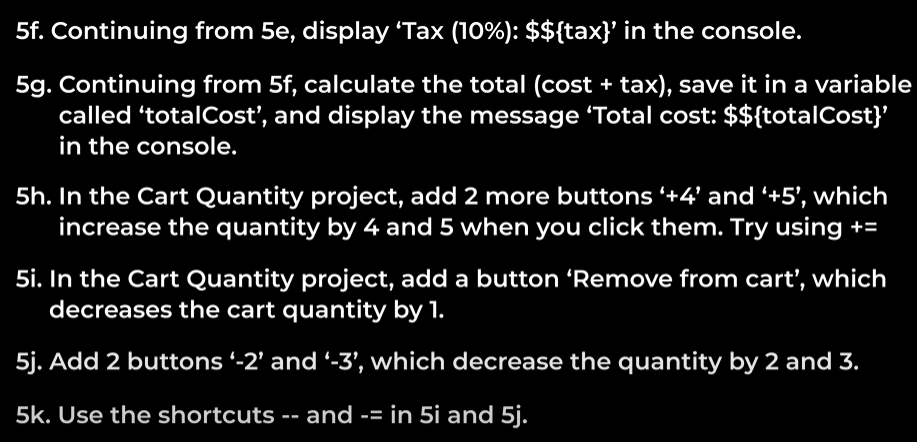 5f. Continuing from 5e, display ‘Tax (10%): $${tax}’ in the console.
5g. Continuing from 5f, calculate the total (cost + tax), save it in a variable
called ‘totalCost’, and display the message ‘Total cost: $${totalCost}’
in the console.
5h. In the Cart Quantity project, add 2 more buttons ‘+4’ and ‘+5’, which
increase the quantity by 4 and 5 when you click them. Try using +=
5i. In the Cart Quantity project, add a button ‘Remove from cart’, which
decreases the cart quantity by 1.
5j. Add 2 buttons ‘-2’ and ‘-3’, which decrease the quantity by 2 and 3.
5k. Use the shortcuts -- and -= in 5i and 5j.